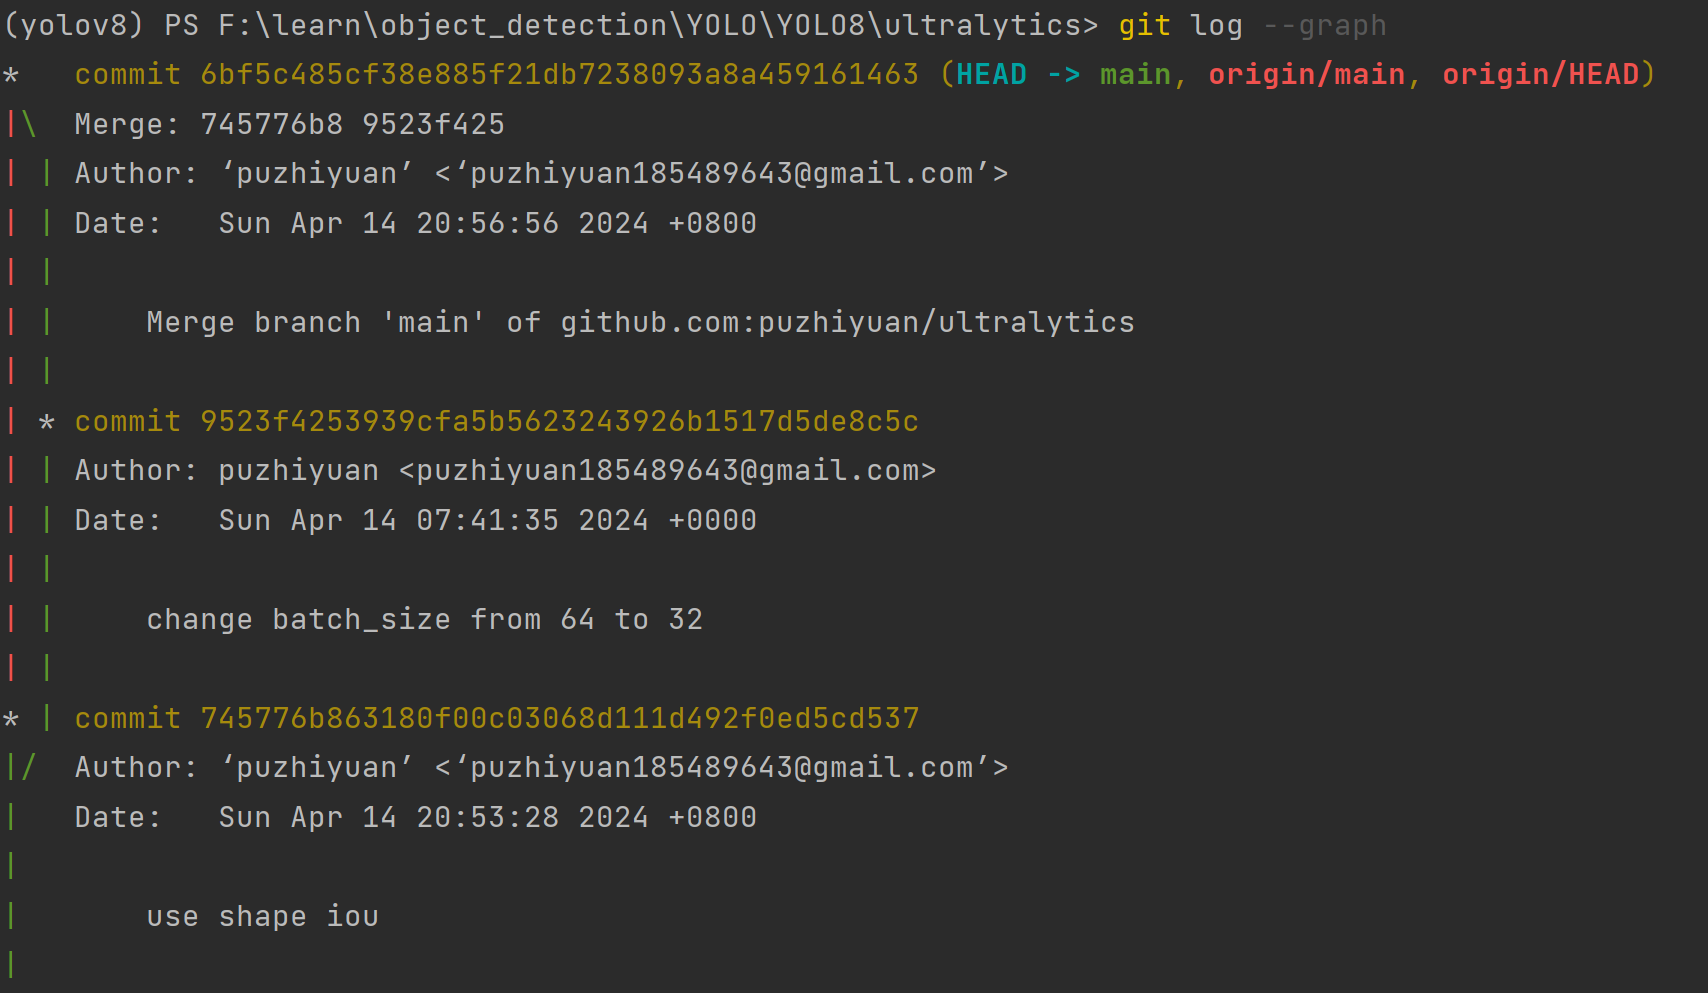 (yolov8) PS F:\learn\object_detection\YOLO\YOLO8\ultralytics> git log --graph
*   commit 6bf5c485cf38e885f21db7238093a8a459161463 (HEAD -> main, origin/main, origin/HEAD)
|\  Merge: 745776b8 9523f425
| | Author: ‘puzhiyuan’ <‘puzhiyuan185489643@gmail.com’>
| | Date:   Sun Apr 14 20:56:56 2024 +0800
| |
| |     Merge branch 'main' of github.com:puzhiyuan/ultralytics
| |
| * commit 9523f4253939cfa5b5623243926b1517d5de8c5c
| | Author: puzhiyuan <puzhiyuan185489643@gmail.com>
| | Date:   Sun Apr 14 07:41:35 2024 +0000
| |
| |     change batch_size from 64 to 32
| |
* | commit 745776b863180f00c03068d111d492f0ed5cd537
|/  Author: ‘puzhiyuan’ <‘puzhiyuan185489643@gmail.com’>
|   Date:   Sun Apr 14 20:53:28 2024 +0800
|
|       use shape iou
|